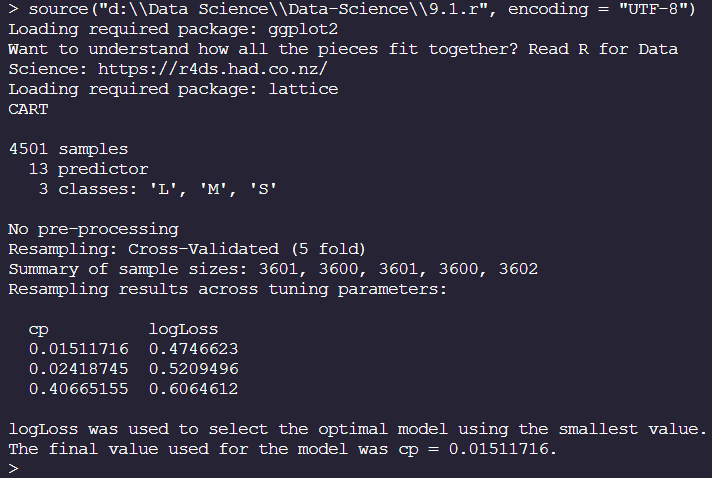 > source("d:\\Data Science\\Data-Science\\9.1.r", encoding = "UTF-8")
Loading required package: ggplot2
Want to understand how all the pieces fit together? Read R for Data
Science: https://r4ds.had.co.nz/
Loading required package: lattice
CART

4501 samples
  13 predictor
   3 classes: 'L', 'M', 'S'

No pre-processing
Resampling: Cross-Validated (5 fold)
Summary of sample sizes: 3601, 3600, 3601, 3600, 3602
Resampling results across tuning parameters:

  cp          logLoss
  0.01511716  0.4746623
  0.02418745  0.5209496
  0.40665155  0.6064612

logLoss was used to select the optimal model using the smallest value.
The final value used for the model was cp = 0.01511716.
>